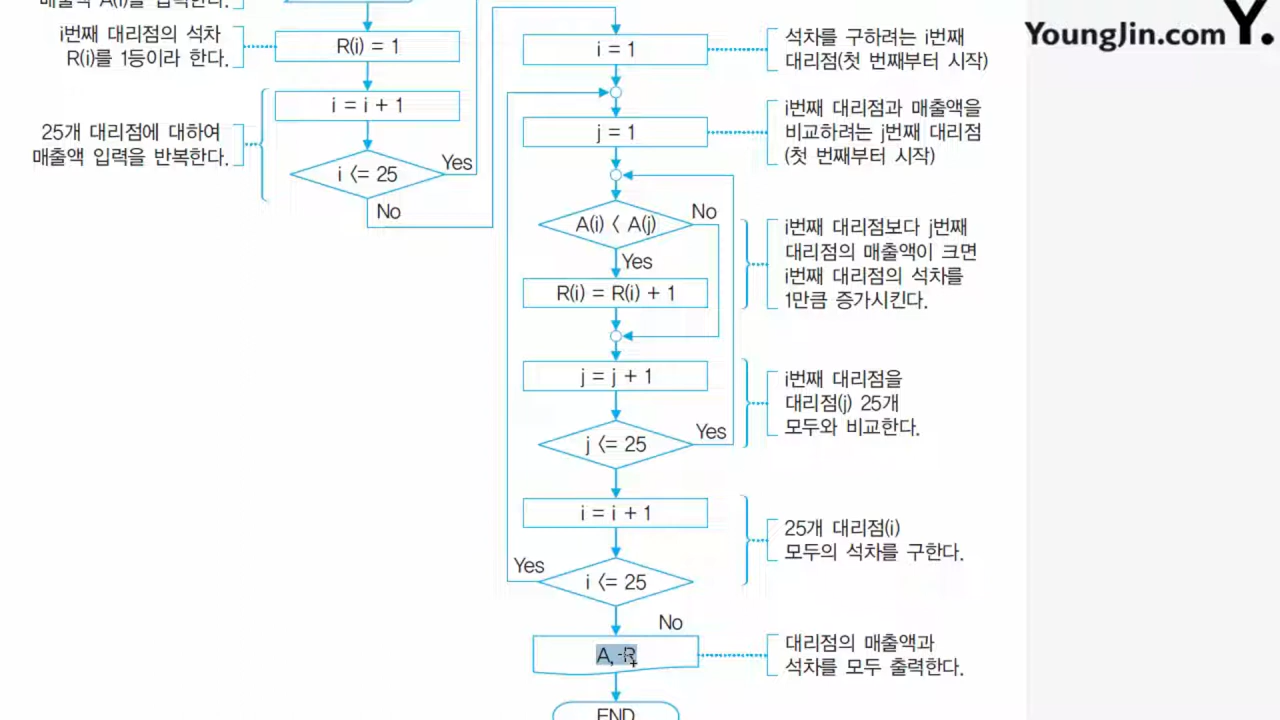 매출액 A(i)를 입력한다.
i번째 대리점의 석차
R(i)를 1등이라 한다.
R(i) = 1
i = i + 1
25개 대리점에 대하여
매출액 입력을 반복한다.
i <= 25
Yes
No
i = 1
석차를 구하려는 i번째
대리점(첫 번째부터 시작)
j = 1
i번째 대리점과 매출액을
비교하려는 j번째 대리점
(첫 번째부터 시작)
A(i) < A(j)
No
Yes
R(i) = R(i) + 1
i번째 대리점보다 j번째
대리점의 매출액이 크면
i번째 대리점의 석차를
1만큼 증가시킨다.
j = j + 1
j <= 25
Yes
i번째 대리점을
대리점(j) 25개
모두와 비교한다.
i = i + 1
Yes
i <= 25
No
25개 대리점(i)
모두의 석차를 구한다.
A, R
대리점의 매출액과
석차를 모두 출력한다.
END
YoungJin.com Y.